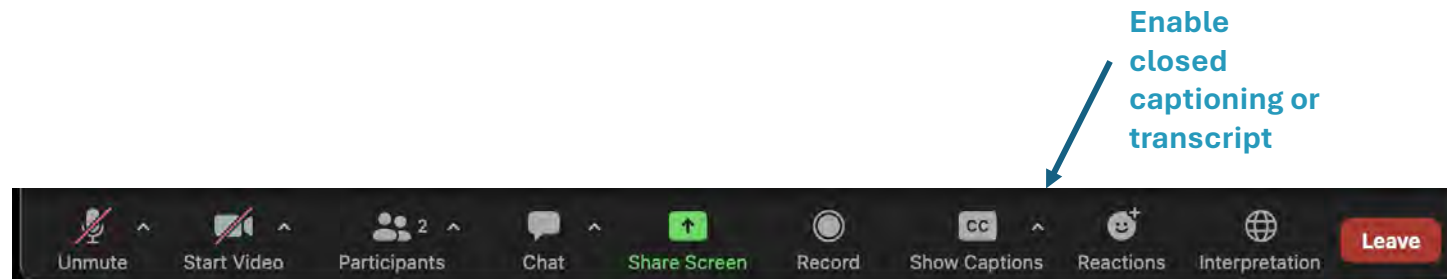 Enable
closed
captioning or
transcript
2
CC
Unmute Start Video Participants Chat Share Screen Record Show Captions Reactions Interpretation Leave